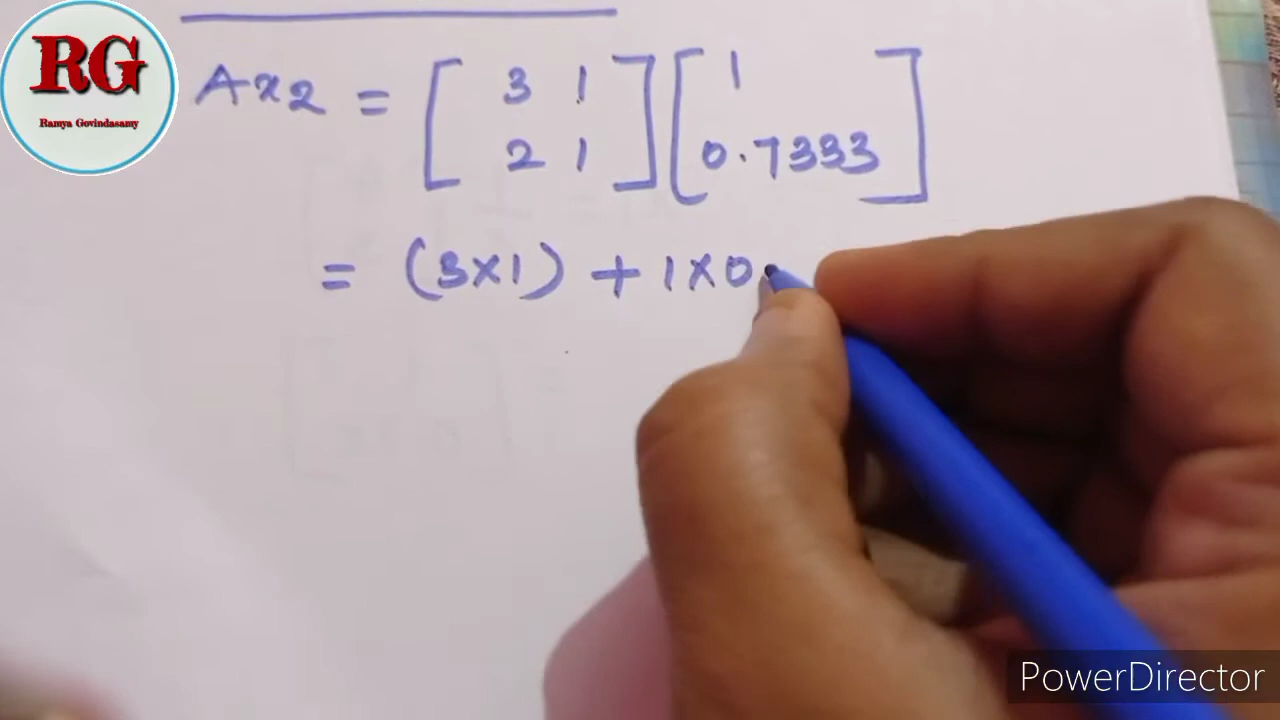 RG
Ramya Govindasamy
Ax2 = [ 3 1 ] [ 1 ]
[ 2 1 ] [ 0.7333 ]
= (3×1) + 1×0.
PowerDirector